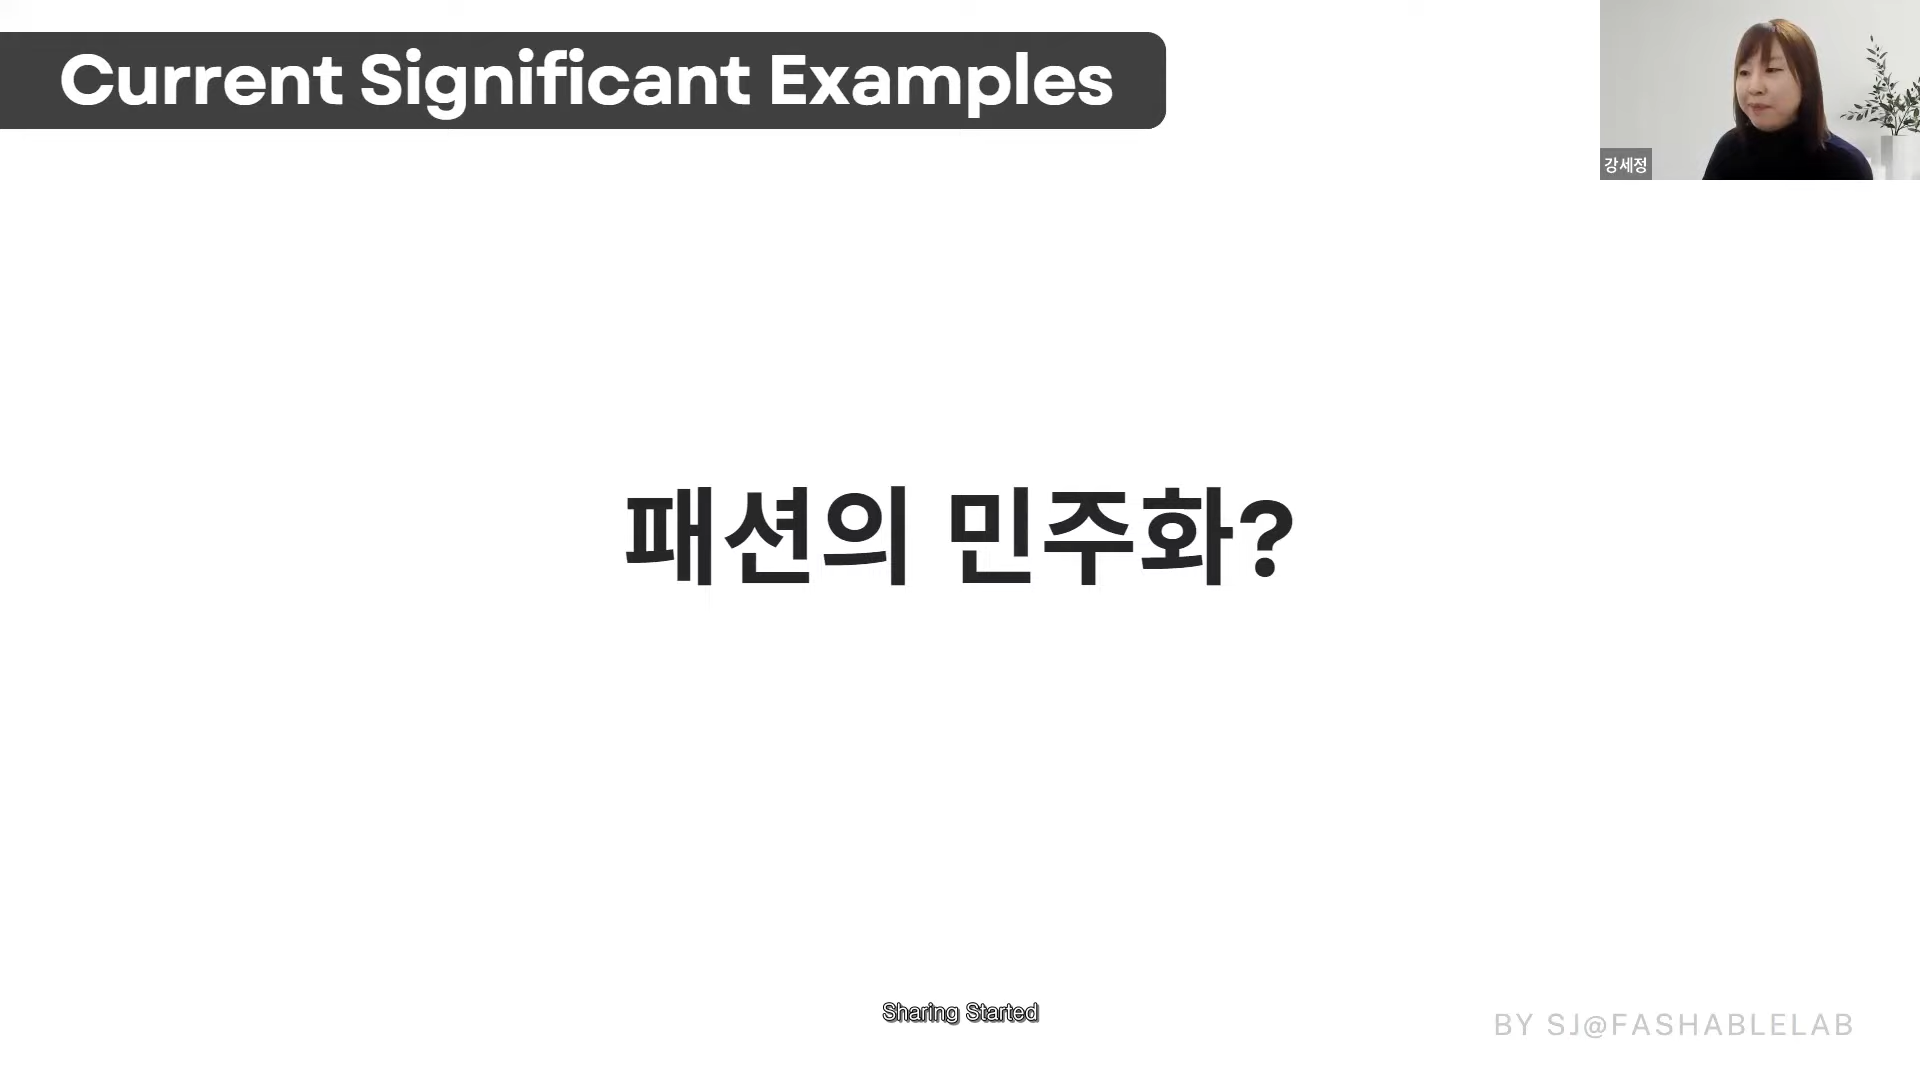 Current Significant Examples
강세정
패션의 민주화?
Sharing Started
BY SJ@FASHABLELAB